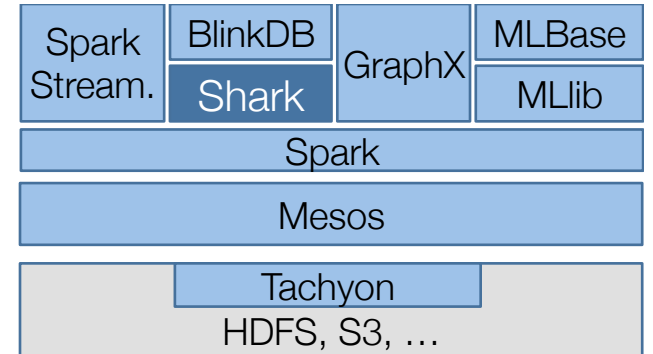 Spark
Stream.
BlinkDB
Shark
GraphX
MLBase
MLlib
Spark
Mesos
Tachyon
HDFS, S3, …